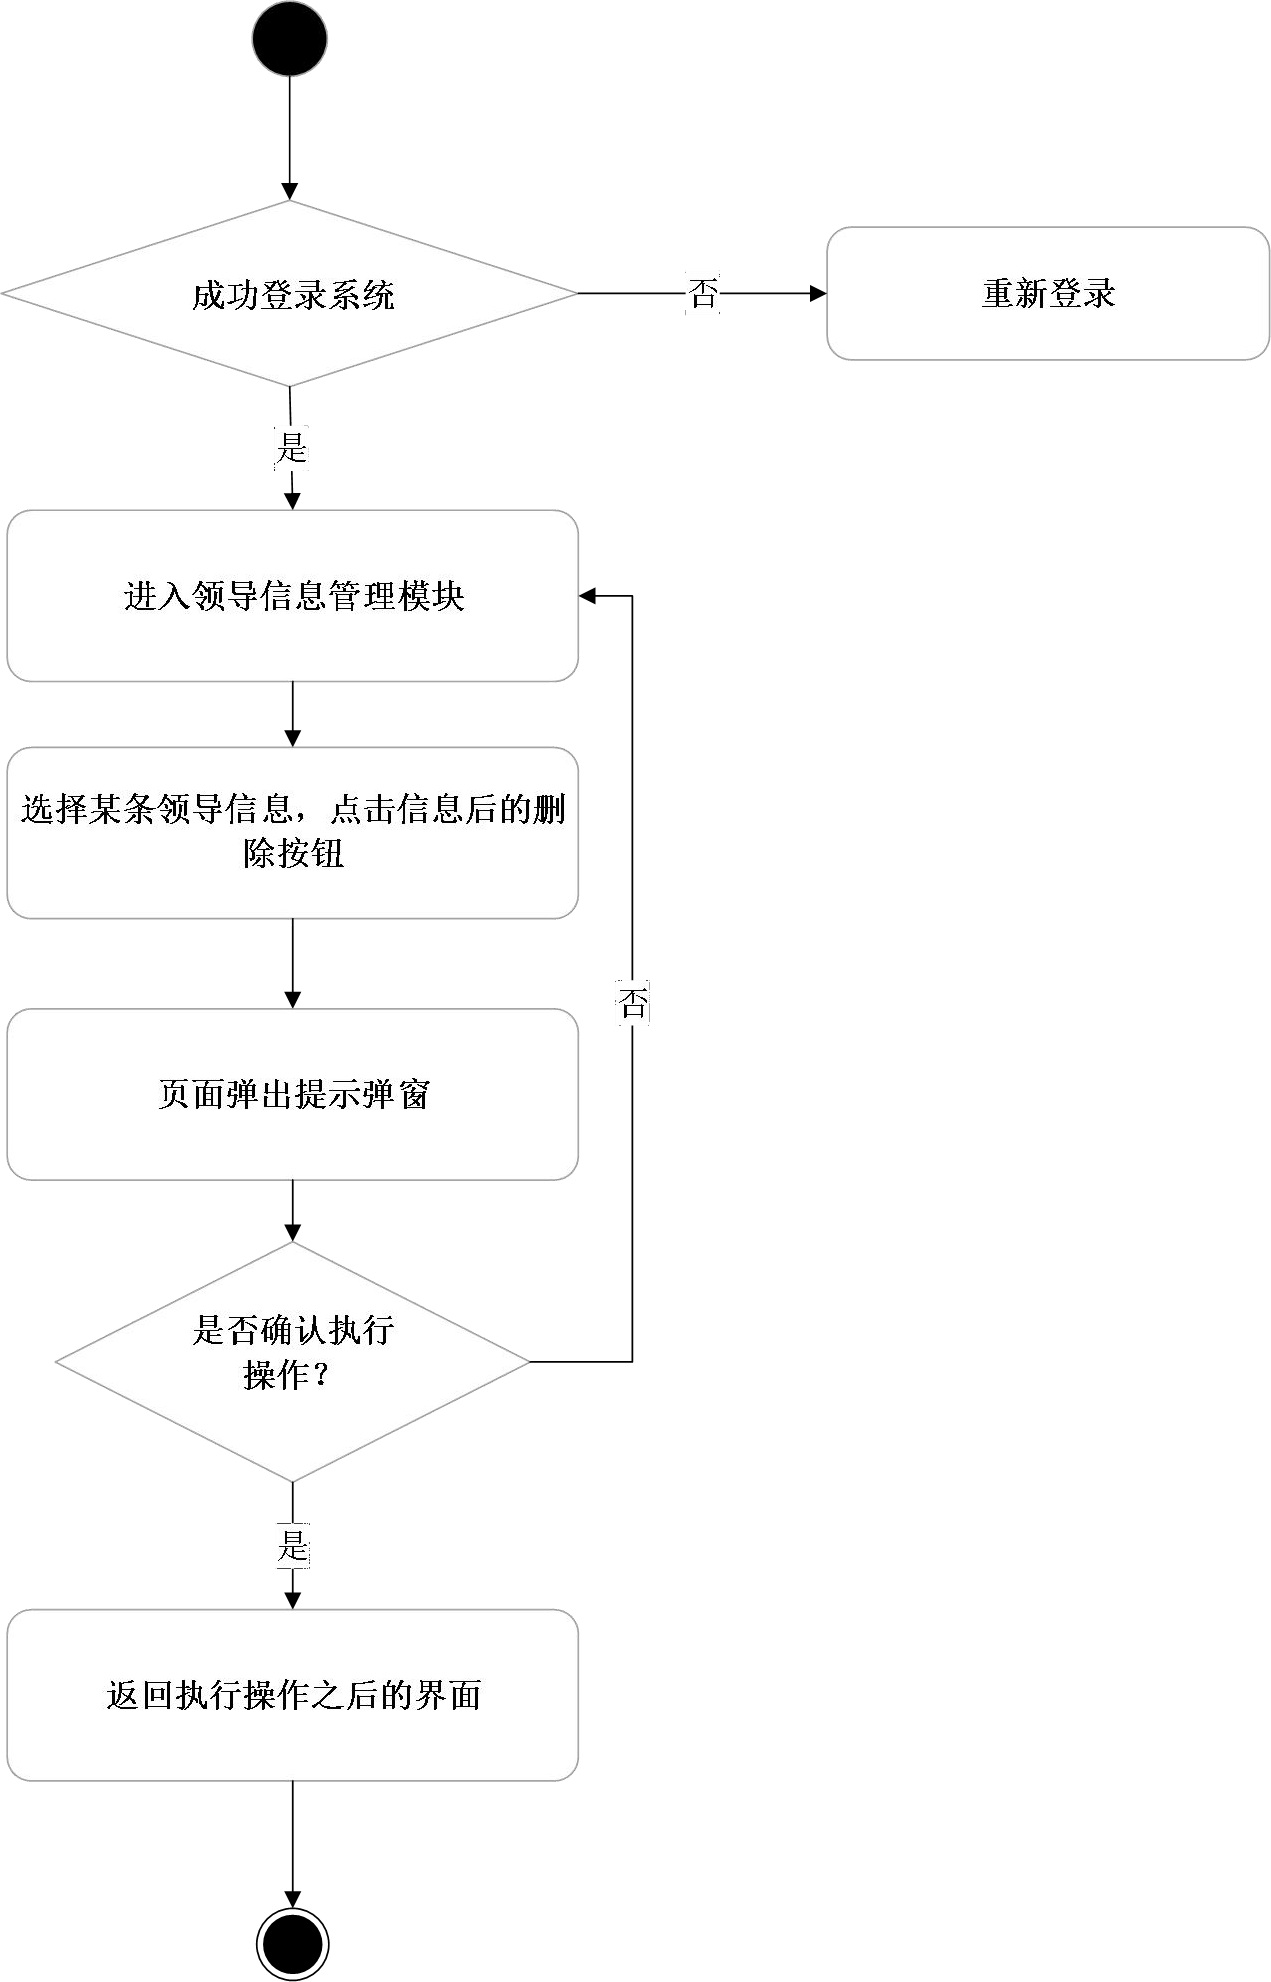 成功登录系统
否
重新登录
是
进入领导信息管理模块
选择某条领导信息，点击信息后的删
除按钮
否
页面弹出提示弹窗
是否确认执行
操作？
是
返回执行操作之后的界面